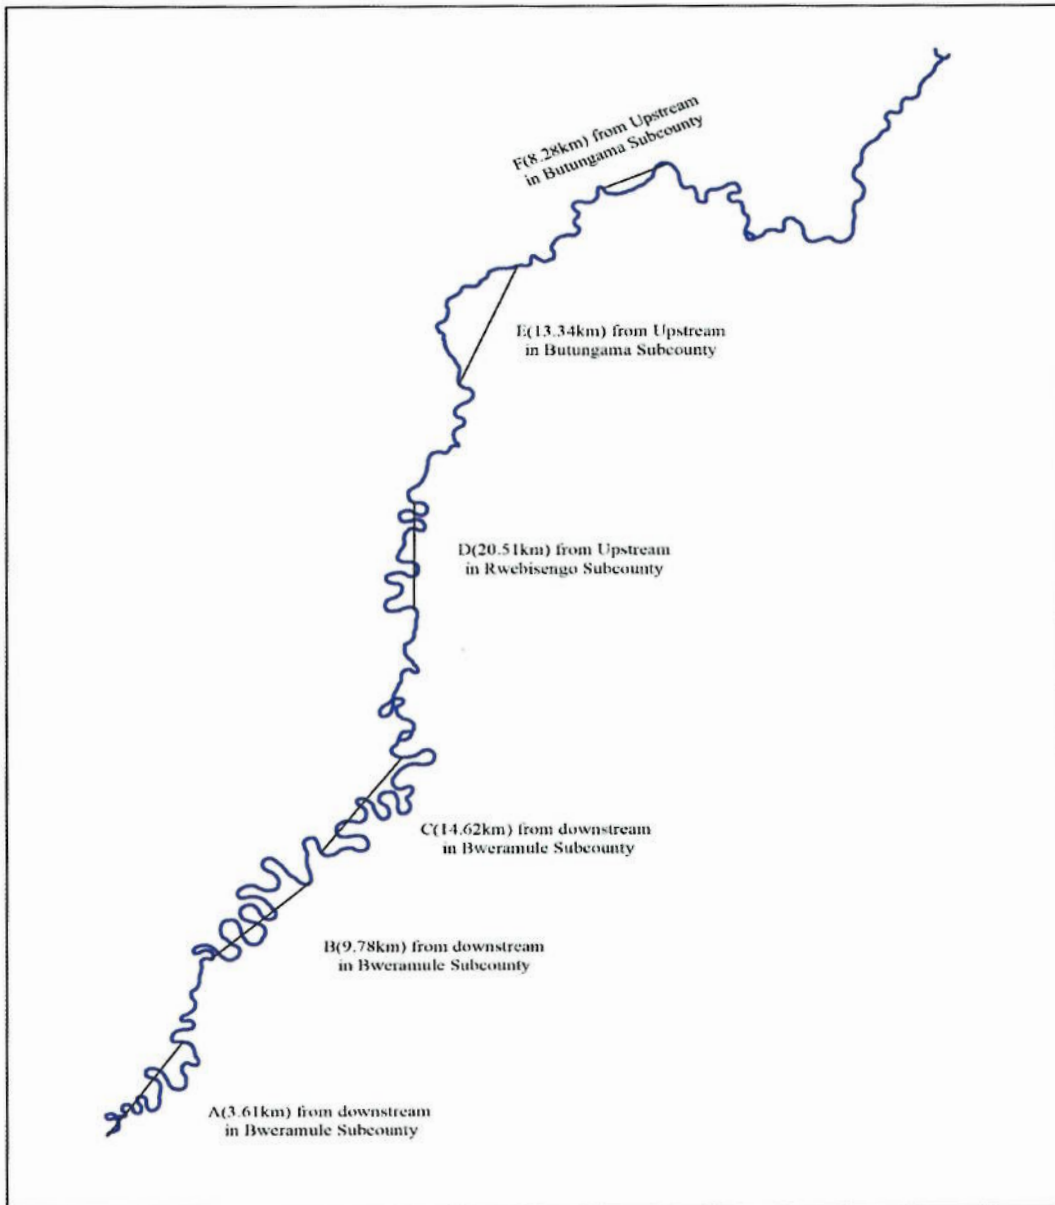 F(8.28km) from Upstream
in Butungama Subcounty
E(13.34km) from Upstream
in Butungama Subcounty
D(20.51km) from Upstream
in Rwebisengo Subcounty
C(14.62km) from downstream
in Bweramule Subcounty
B(9.78km) from downstream
in Bweramule Subcounty
A(3.61km) from downstream
in Bweramule Subcounty